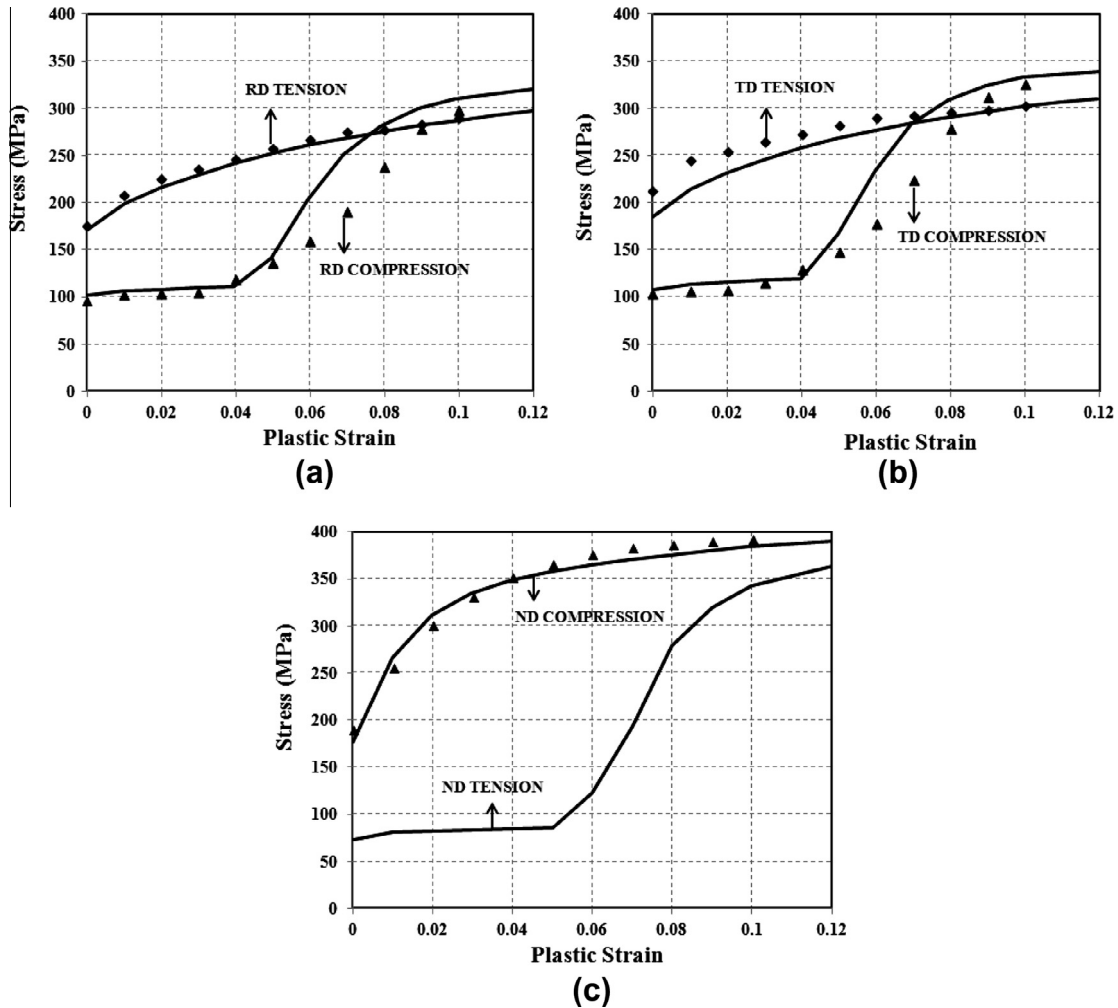 400
350
300
250
200
150
100
50
0
Stress (MPa)
RD TENSION
RD COMPRESSION
0 0.02 0.04 0.06 0.08 0.1 0.12
Plastic Strain
(a)
400
350
300
250
200
150
100
50
0
Stress (MPa)
TD TENSION
TD COMPRESSION
0 0.02 0.04 0.06 0.08 0.1 0.12
Plastic Strain
(b)
400
350
300
250
200
150
100
50
0
Stress (MPa)
ND COMPRESSION
ND TENSION
0 0.02 0.04 0.06 0.08 0.1 0.12
Plastic Strain
(c)